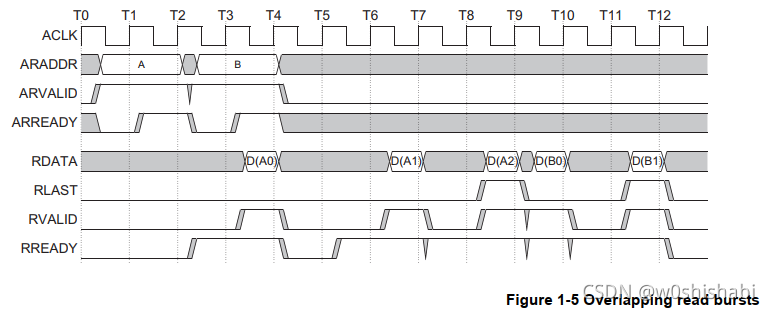 T0 T1 T2 T3 T4 T5 T6 T7 T8 T9 T10 T11 T12
ACLK
ARADDR A B
ARVALID
ARREADY
RDATA D(A0) D(A1) D(A2) D(B0) D(B1)
RLAST
RVALID
RREADY
CSDN @w0shishabi
Figure 1-5 Overlapping read bursts